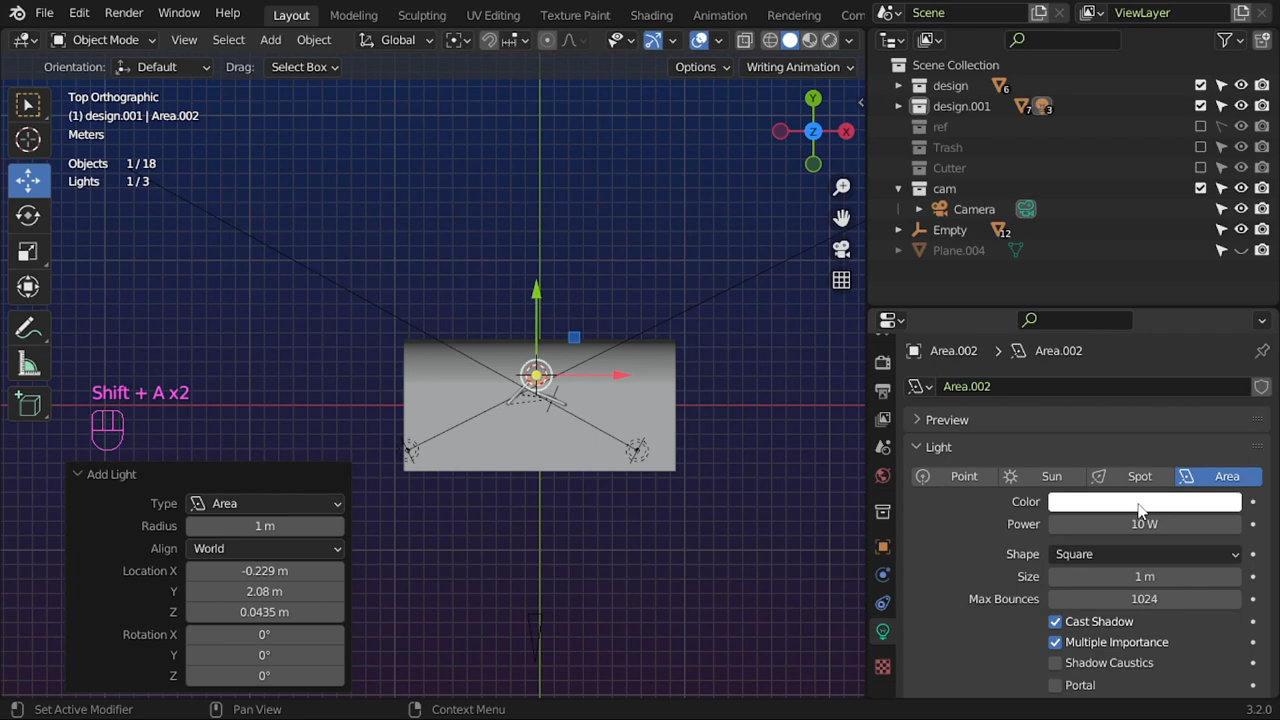 File Edit Render Window Help Layout Modeling Sculpting UV Editing Texture Paint Shading Animation Rendering Com Scene ViewLayer
Object Mode View Select Add Object Global
Orientation: Default Drag: Select Box Options Writing Animation
Top Orthographic
(1) design.001 | Area.002
Meters
Objects 1 / 18
Lights 1 / 3
Y
Z
X
Shift + A x2
Add Light
Type Area
Radius 1 m
Align World
Location X -0.229 m
Y 2.08 m
Z 0.0435 m
Rotation X 0°
Y 0°
Z 0°
Scene Collection
design 6
design.001 7 3
ref
Trash
Cutter
cam
Camera
Empty 12
Plane.004
Area.002 Area.002
Area.002
Preview
Light
Point Sun Spot Area
Color
Power 10 W
Shape Square
Size 1 m
Max Bounces 1024
Cast Shadow
Multiple Importance
Shadow Caustics
Portal
Set Active Modifier Pan View Context Menu 3.2.0